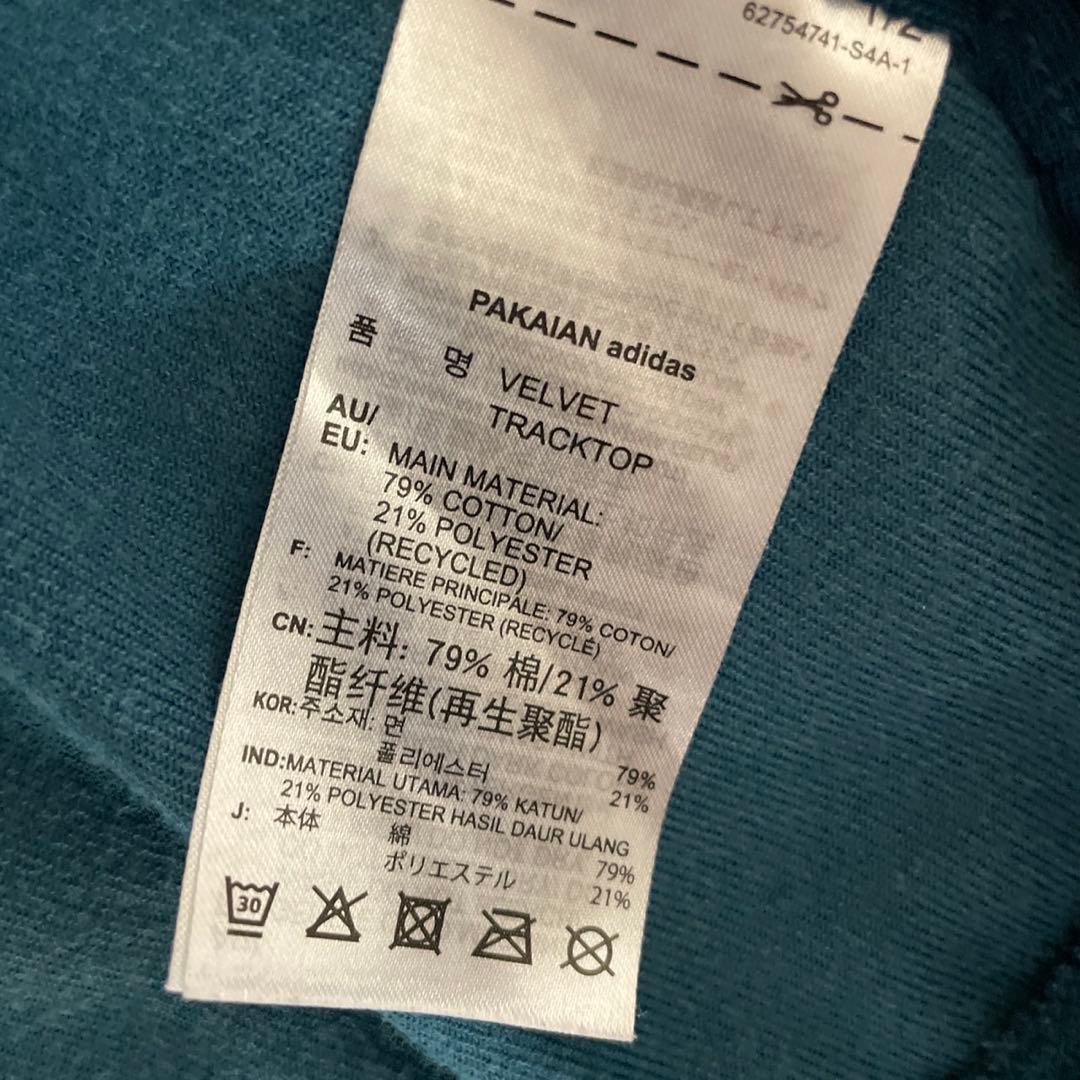 62754741-S4A-1
PAKAIAN adidas
품 명 VELVET
TRACKTOP
AU/
EU: MAIN MATERIAL:
79% COTTON/
21% POLYESTER
(RECYCLED)
F: MATIERE PRINCIPALE: 79% COTON/
21% POLYESTER (RECYCLÉ)
CN: 主料: 79% 棉/21% 聚
酯纤维(再生聚酯)
KOR: 주소재: 면 79%
폴리에스터 21%
IND: MATERIAL UTAMA: 79% KATUN/
21% POLYESTER HASIL DAUR ULANG
J: 本体 綿 79%
ポリエステル 21%
30